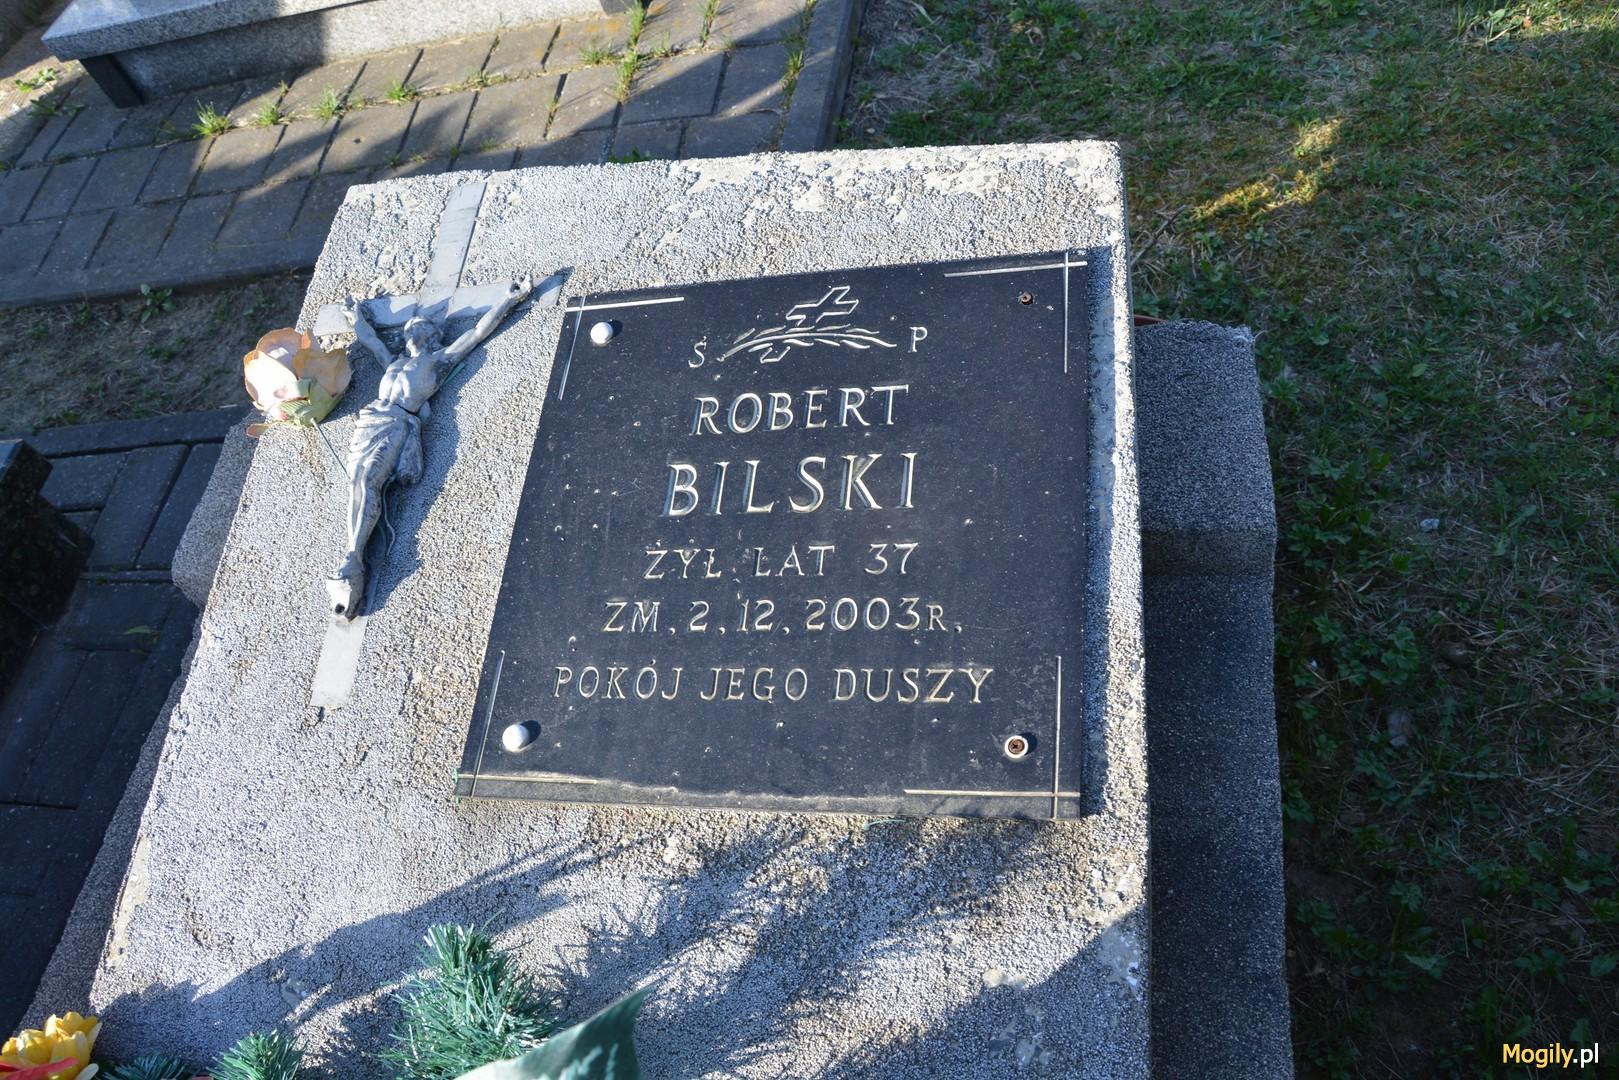 Ś P
ROBERT
BILSKI
ŻYŁ LAT 37
ZM. 2.12.2003R.
POKÓJ JEGO DUSZY
Mogily.pl